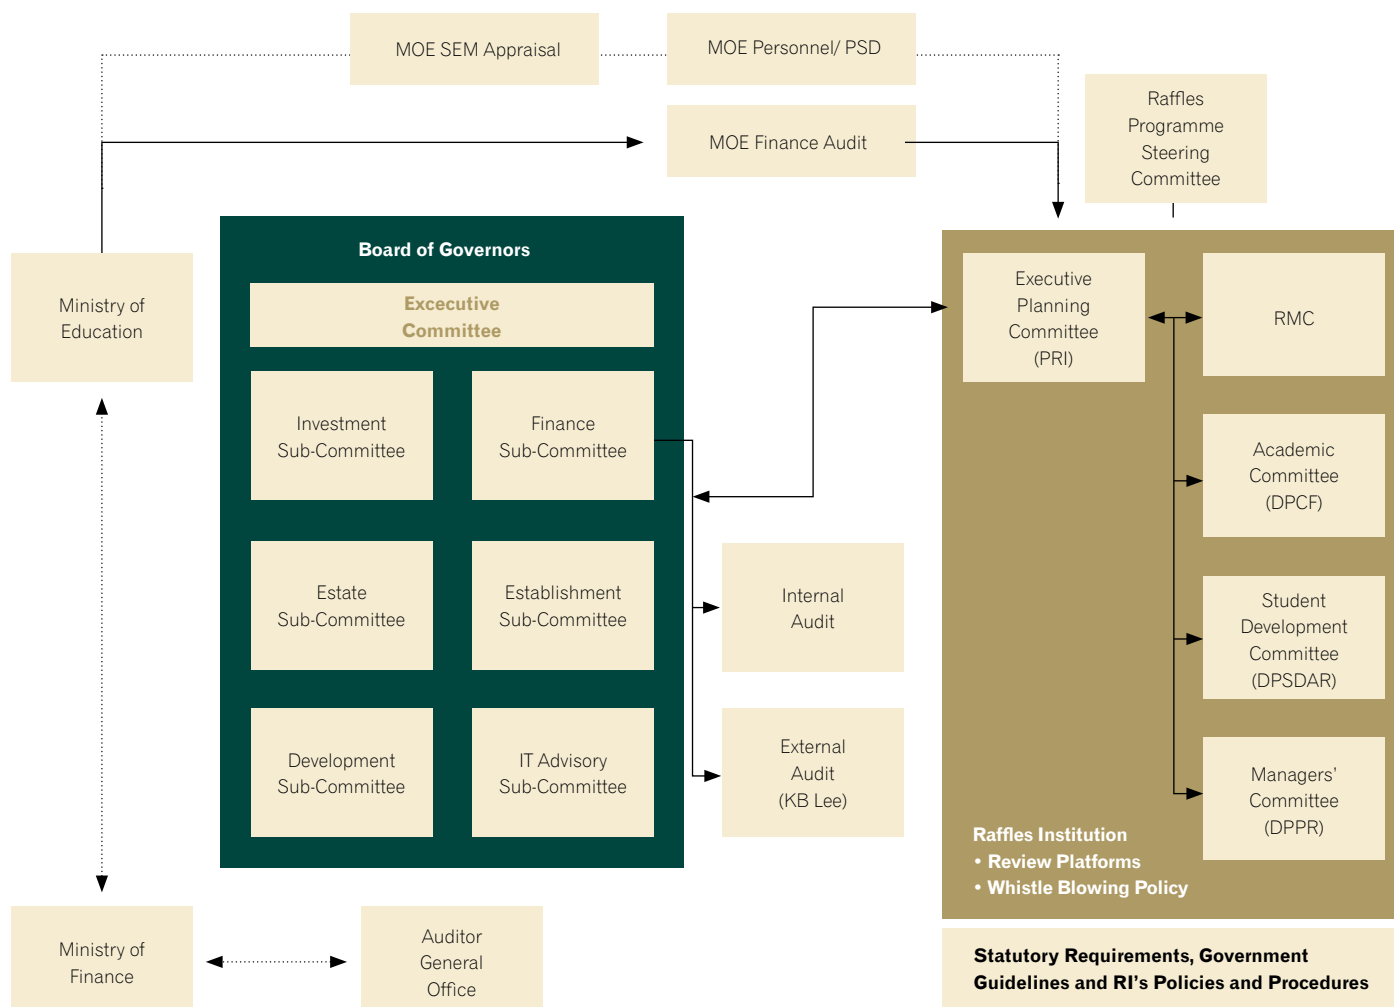 MOE SEM Appraisal
MOE Personnel/ PSD
MOE Finance Audit
Raffles
Programme
Steering
Committee
Ministry of
Education
Board of Governors
Excecutive
Committee
Investment
Sub-Committee
Finance
Sub-Committee
Estate
Sub-Committee
Establishment
Sub-Committee
Development
Sub-Committee
IT Advisory
Sub-Committee
Internal
Audit
External
Audit
(KB Lee)
Executive
Planning
Committee
(PRI)
RMC
Academic
Committee
(DPCF)
Student
Development
Committee
(DPSDAR)
Managers’
Committee
(DPPR)
Raffles Institution
• Review Platforms
• Whistle Blowing Policy
Ministry of
Finance
Auditor
General
Office
Statutory Requirements, Government
Guidelines and RI’s Policies and Procedures